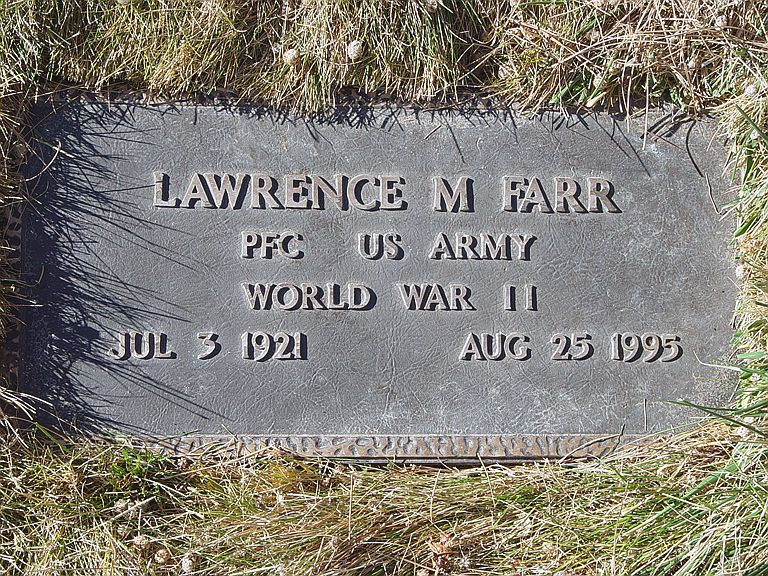 LAWRENCE M FARR
PFC US ARMY
WORLD WAR II
JUL 3 1921 AUG 25 1995